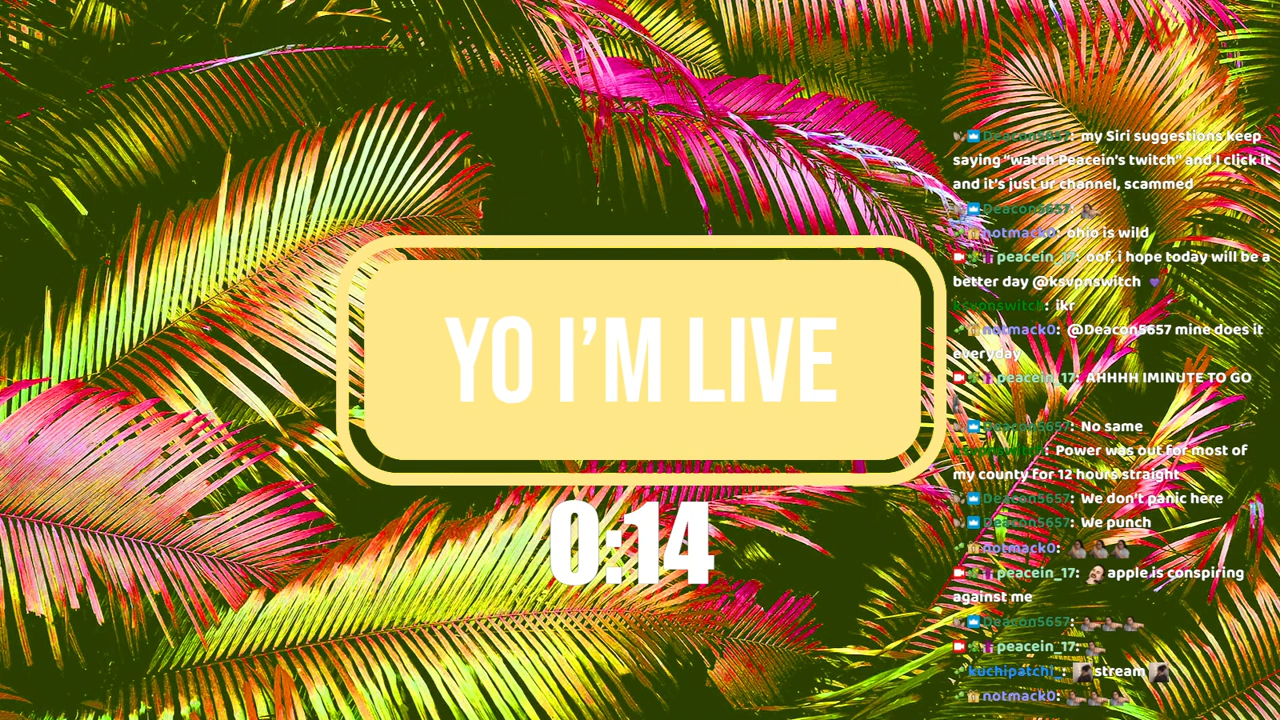 YO I'M LIVE
0:14
Deacon5657: my Siri suggestions keep
saying "watch Peacein's twitch" and I click it
and it's just ur channel, scammed
Deacon5657:
notmack0: ohio is wild
peacein_17: oof, i hope today will be a
better day @ksvpnswitch
ksvpnswitch: ikr
notmack0: @Deacon5657 mine does it
everyday
peacein_17: AHHHH 1MINUTE TO GO
Deacon5657: No same
ksvpnswitch: Power was out for most of
my county for 12 hours straight
Deacon5657: We don't panic here
Deacon5657: We punch
notmack0:
peacein_17: apple is conspiring
against me
Deacon5657:
peacein_17:
kuchipatchi_: stream
notmack0: